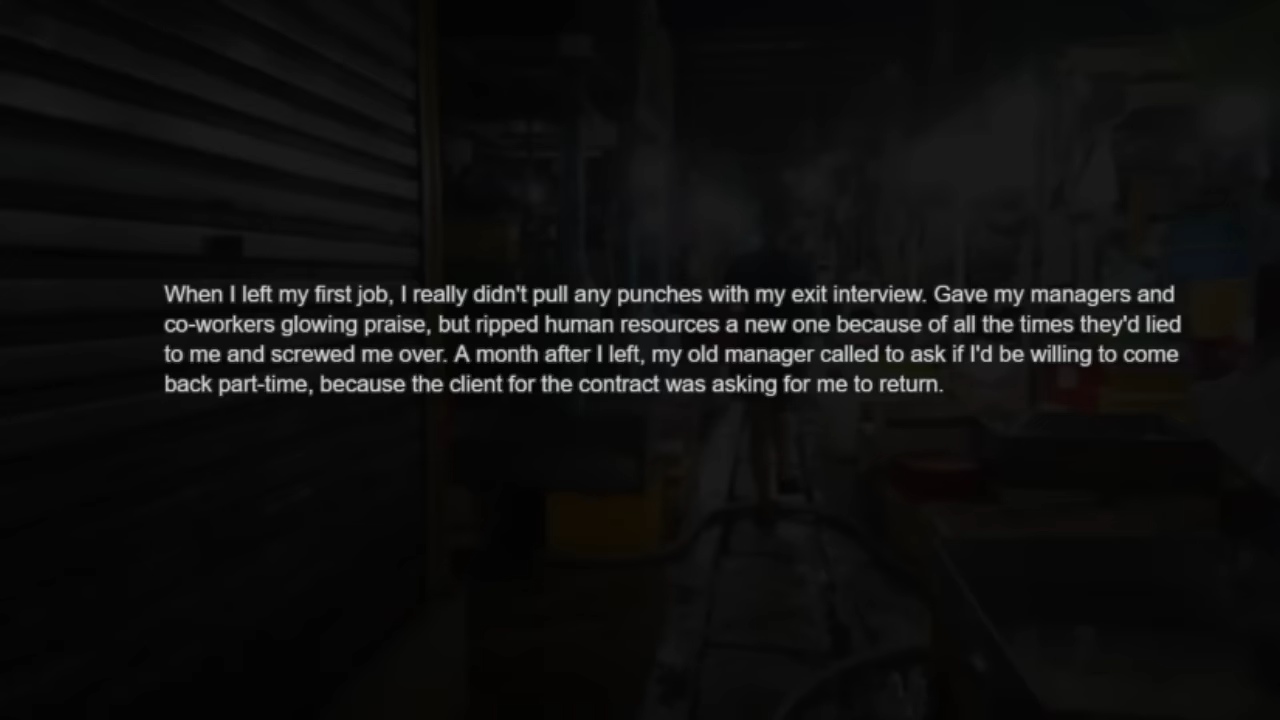 When I left my first job, I really didn't pull any punches with my exit interview. Gave my managers and
co-workers glowing praise, but ripped human resources a new one because of all the times they'd lied
to me and screwed me over. A month after I left, my old manager called to ask if I'd be willing to come
back part-time, because the client for the contract was asking for me to return.